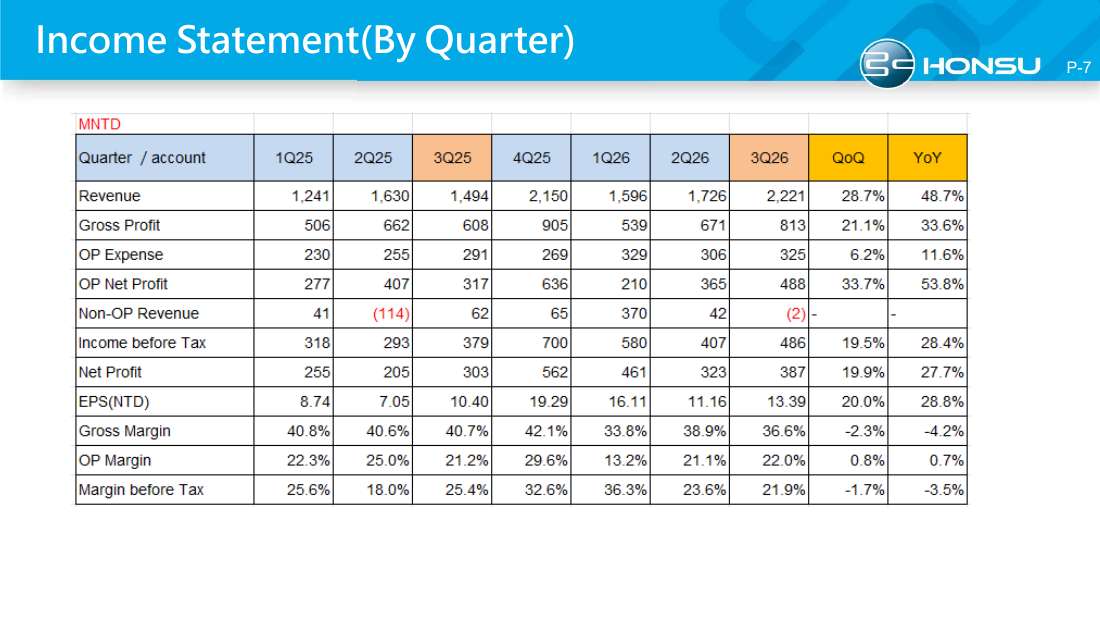 Income Statement(By Quarter)
HONSU
P-7
MNTD
Quarter / account 1Q25 2Q25 3Q25 4Q25 1Q26 2Q26 3Q26 QoQ YoY
Revenue 1,241 1,630 1,494 2,150 1,596 1,726 2,221 28.7% 48.7%
Gross Profit 506 662 608 905 539 671 813 21.1% 33.6%
OP Expense 230 255 291 269 329 306 325 6.2% 11.6%
OP Net Profit 277 407 317 636 210 365 488 33.7% 53.8%
Non-OP Revenue 41 (114) 62 65 370 42 (2) - -
Income before Tax 318 293 379 700 580 407 486 19.5% 28.4%
Net Profit 255 205 303 562 461 323 387 19.9% 27.7%
EPS(NTD) 8.74 7.05 10.40 19.29 16.11 11.16 13.39 20.0% 28.8%
Gross Margin 40.8% 40.6% 40.7% 42.1% 33.8% 38.9% 36.6% -2.3% -4.2%
OP Margin 22.3% 25.0% 21.2% 29.6% 13.2% 21.1% 22.0% 0.8% 0.7%
Margin before Tax 25.6% 18.0% 25.4% 32.6% 36.3% 23.6% 21.9% -1.7% -3.5%